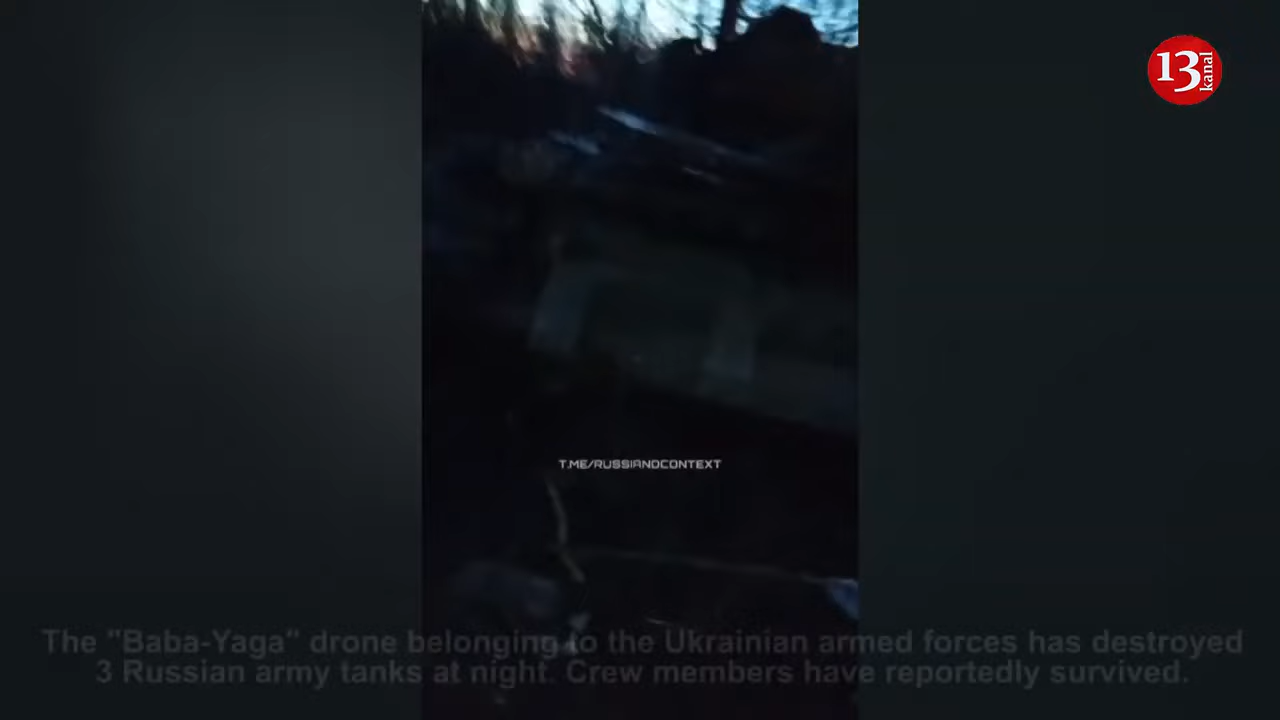 13
kanal
T.ME/RUSSIANDCONTEXT
The "Baba-Yaga" drone belonging to the Ukrainian armed forces has destroyed
3 Russian army tanks at night. Crew members have reportedly survived.